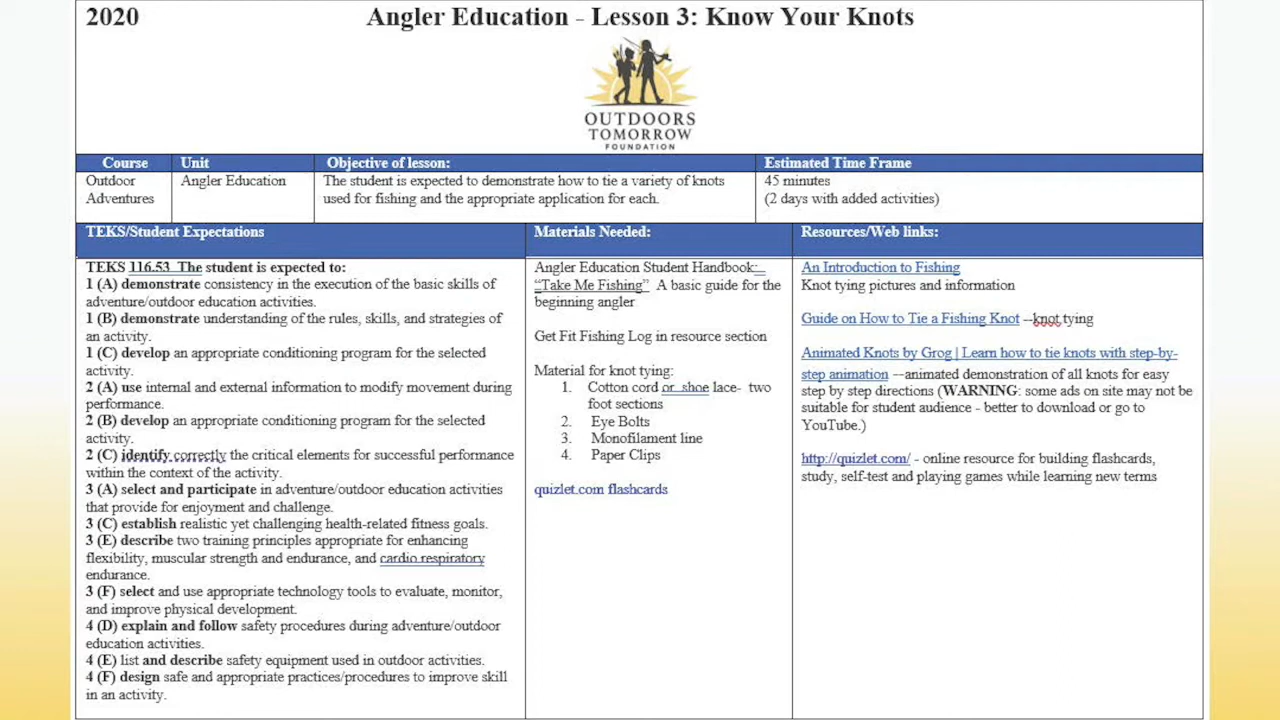 2020
Angler Education - Lesson 3: Know Your Knots
OUTDOORS
TOMORROW
FOUNDATION
Course
Unit
Objective of lesson:
Estimated Time Frame
Outdoor
Adventures
Angler Education
The student is expected to demonstrate how to tie a variety of knots
used for fishing and the appropriate application for each.
45 minutes
(2 days with added activities)
TEKS/Student Expectations
TEKS 116.53 The student is expected to:
1 (A) demonstrate consistency in the execution of the basic skills of
adventure/outdoor education activities.
1 (B) demonstrate understanding of the rules, skills, and strategies of
an activity.
1 (C) develop an appropriate conditioning program for the selected
activity.
2 (A) use internal and external information to modify movement during
performance.
2 (B) develop an appropriate conditioning program for the selected
activity.
2 (C) identify correctly the critical elements for successful performance
within the context of the activity.
3 (A) select and participate in adventure/outdoor education activities
that provide for enjoyment and challenge.
3 (C) establish realistic yet challenging health-related fitness goals.
3 (E) describe two training principles appropriate for enhancing
flexibility, muscular strength and endurance, and cardio respiratory
endurance.
3 (F) select and use appropriate technology tools to evaluate, monitor,
and improve physical development.
4 (D) explain and follow safety procedures during adventure/outdoor
education activities.
4 (E) list and describe safety equipment used in outdoor activities.
4 (F) design safe and appropriate practices/procedures to improve skill
in an activity.
Materials Needed:
Angler Education Student Handbook:
“Take Me Fishing” A basic guide for the
beginning angler
Get Fit Fishing Log in resource section
Material for knot tying:
1. Cotton cord or shoe lace- two
foot sections
2. Eye Bolts
3. Monofilament line
4. Paper Clips
quizlet.com flashcards
Resources/Web links:
An Introduction to Fishing
Knot tying pictures and information
Guide on How to Tie a Fishing Knot --knot tying
Animated Knots by Grog | Learn how to tie knots with step-by-
step animation --animated demonstration of all knots for easy
step by step directions (WARNING: some ads on site may not be
suitable for student audience - better to download or go to
YouTube.)
http://quizlet.com/ - online resource for building flashcards,
study, self-test and playing games while learning new terms